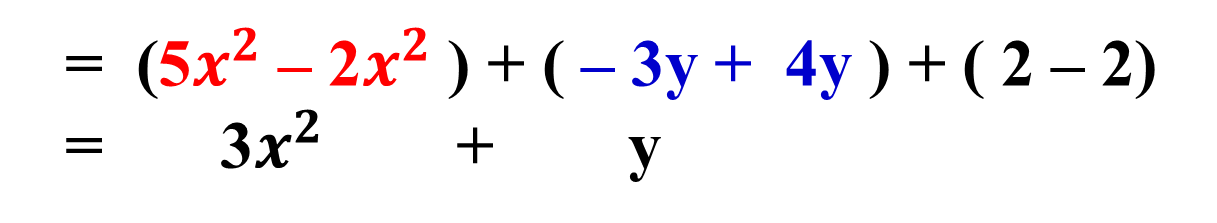 = (5x² – 2x² ) + ( – 3y + 4y ) + ( 2 – 2)
= 3x² + y